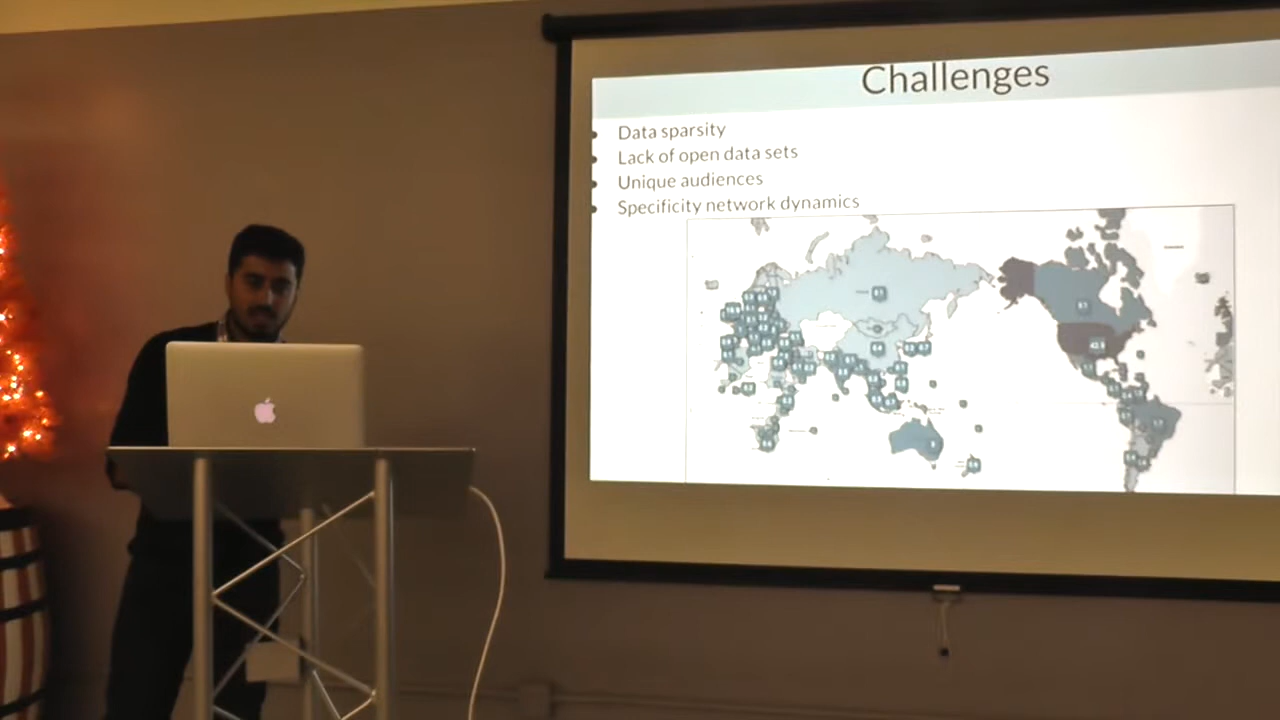 Challenges
Data sparsity
Lack of open data sets
Unique audiences
Specificity network dynamics